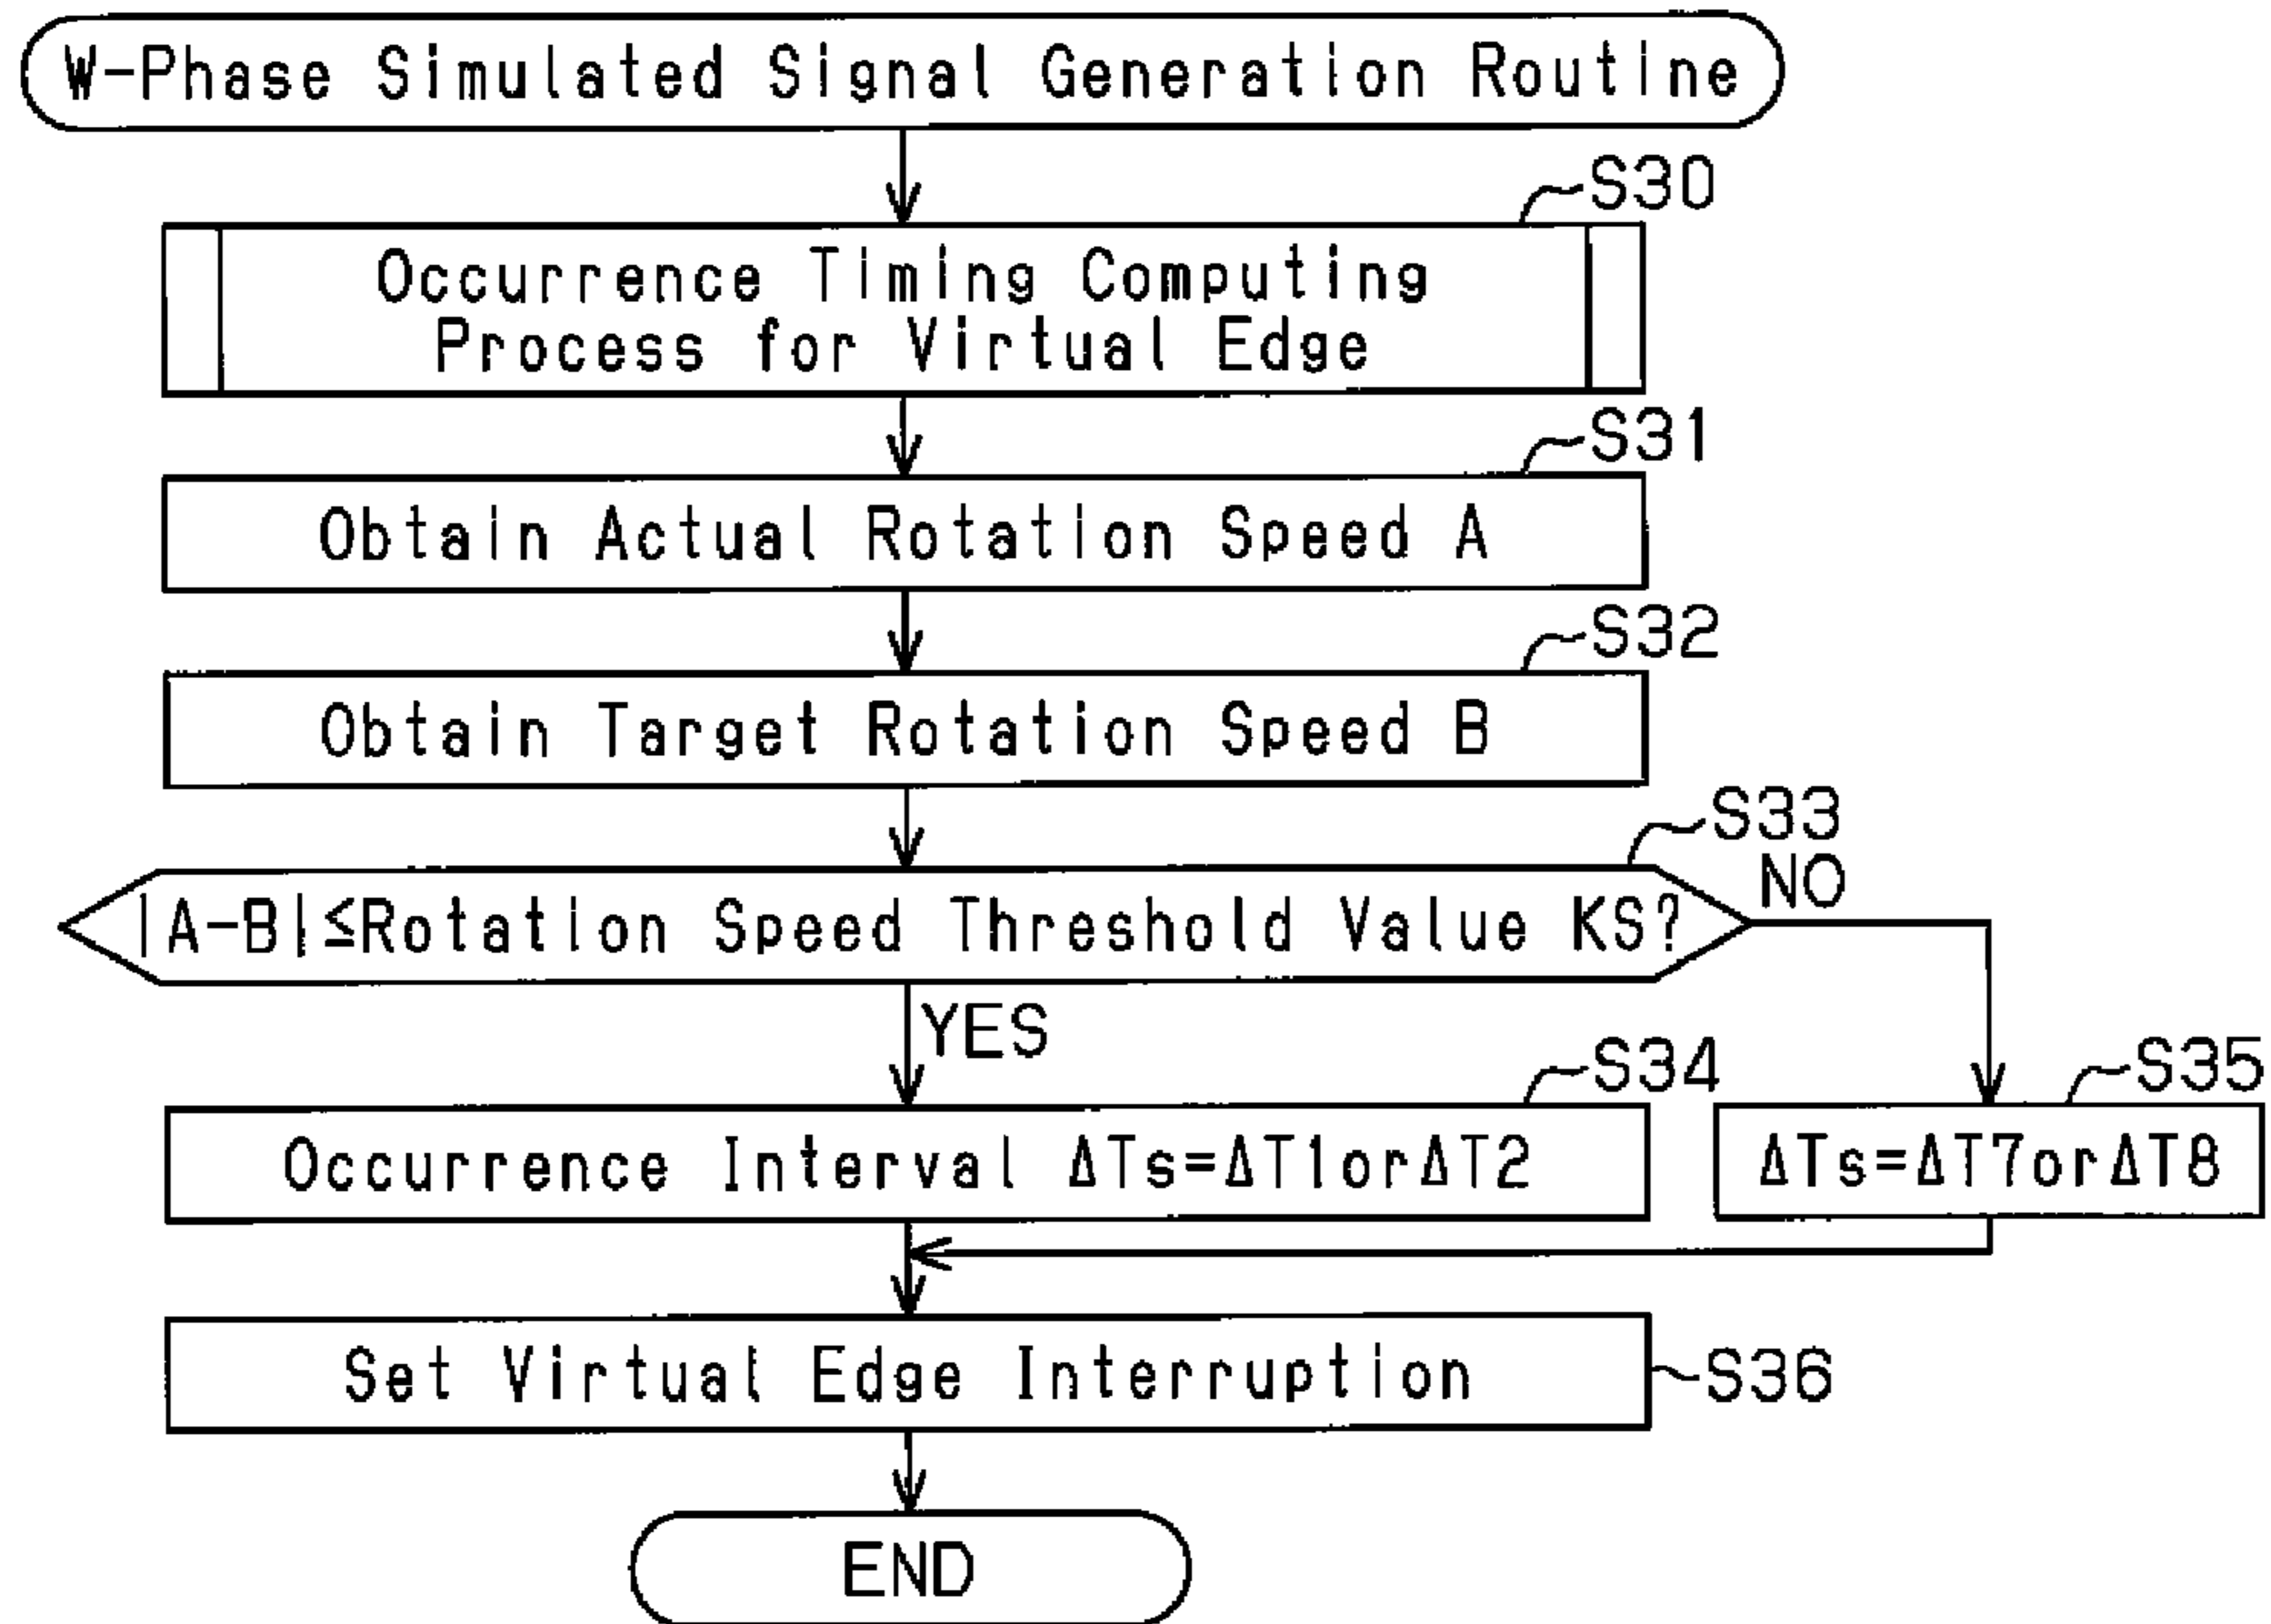 W-Phase Simulated Signal Generation Routine
S30
Occurrence Timing Computing
Process for Virtual Edge
S31
Obtain Actual Rotation Speed A
S32
Obtain Target Rotation Speed B
S33
|A-B|≤Rotation Speed Threshold Value KS?
NO
YES
S34
Occurrence Interval ΔTs=ΔT1orΔT2
S35
ΔTs=ΔT7orΔT8
Set Virtual Edge Interruption
S36
END